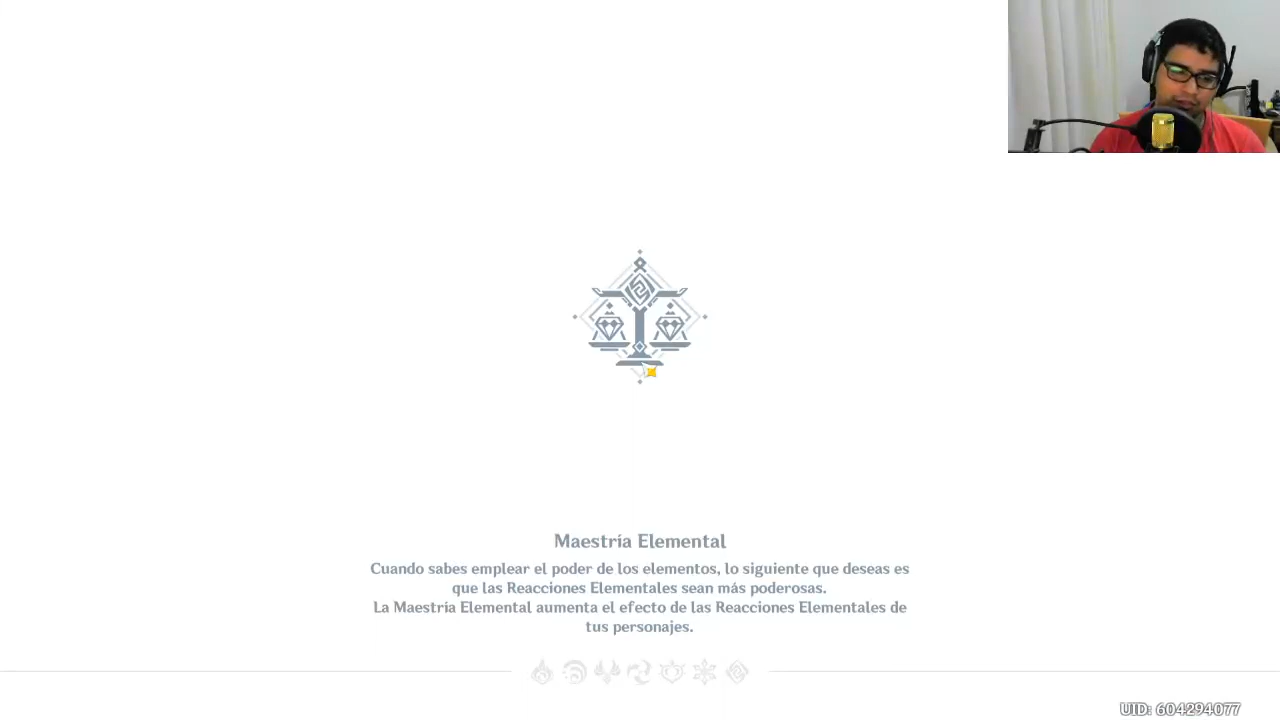 Maestría Elemental
Cuando sabes emplear el poder de los elementos, lo siguiente que deseas es
que las Reacciones Elementales sean más poderosas.
La Maestría Elemental aumenta el efecto de las Reacciones Elementales de
tus personajes.
UID: 604294077